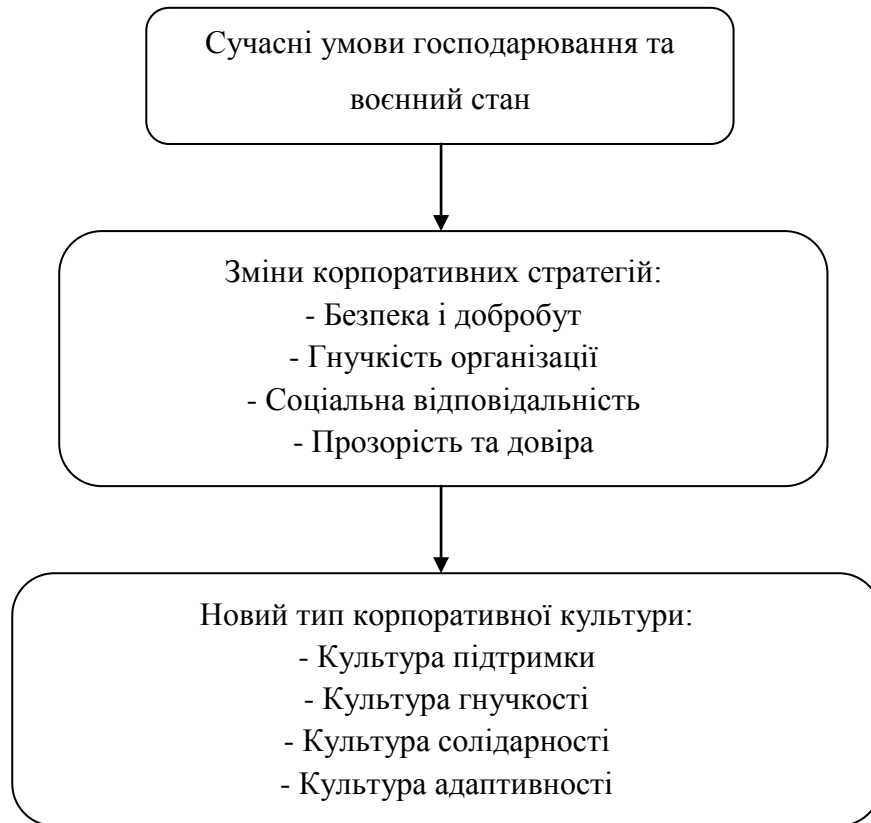 Сучасні умови господарювання та
воєнний стан
Зміни корпоративних стратегій:
- Безпека і добробут
- Гнучкість організації
- Соціальна відповідальність
- Прозорість та довіра
Новий тип корпоративної культури:
- Культура підтримки
- Культура гнучкості
- Культура солідарності
- Культура адаптивності